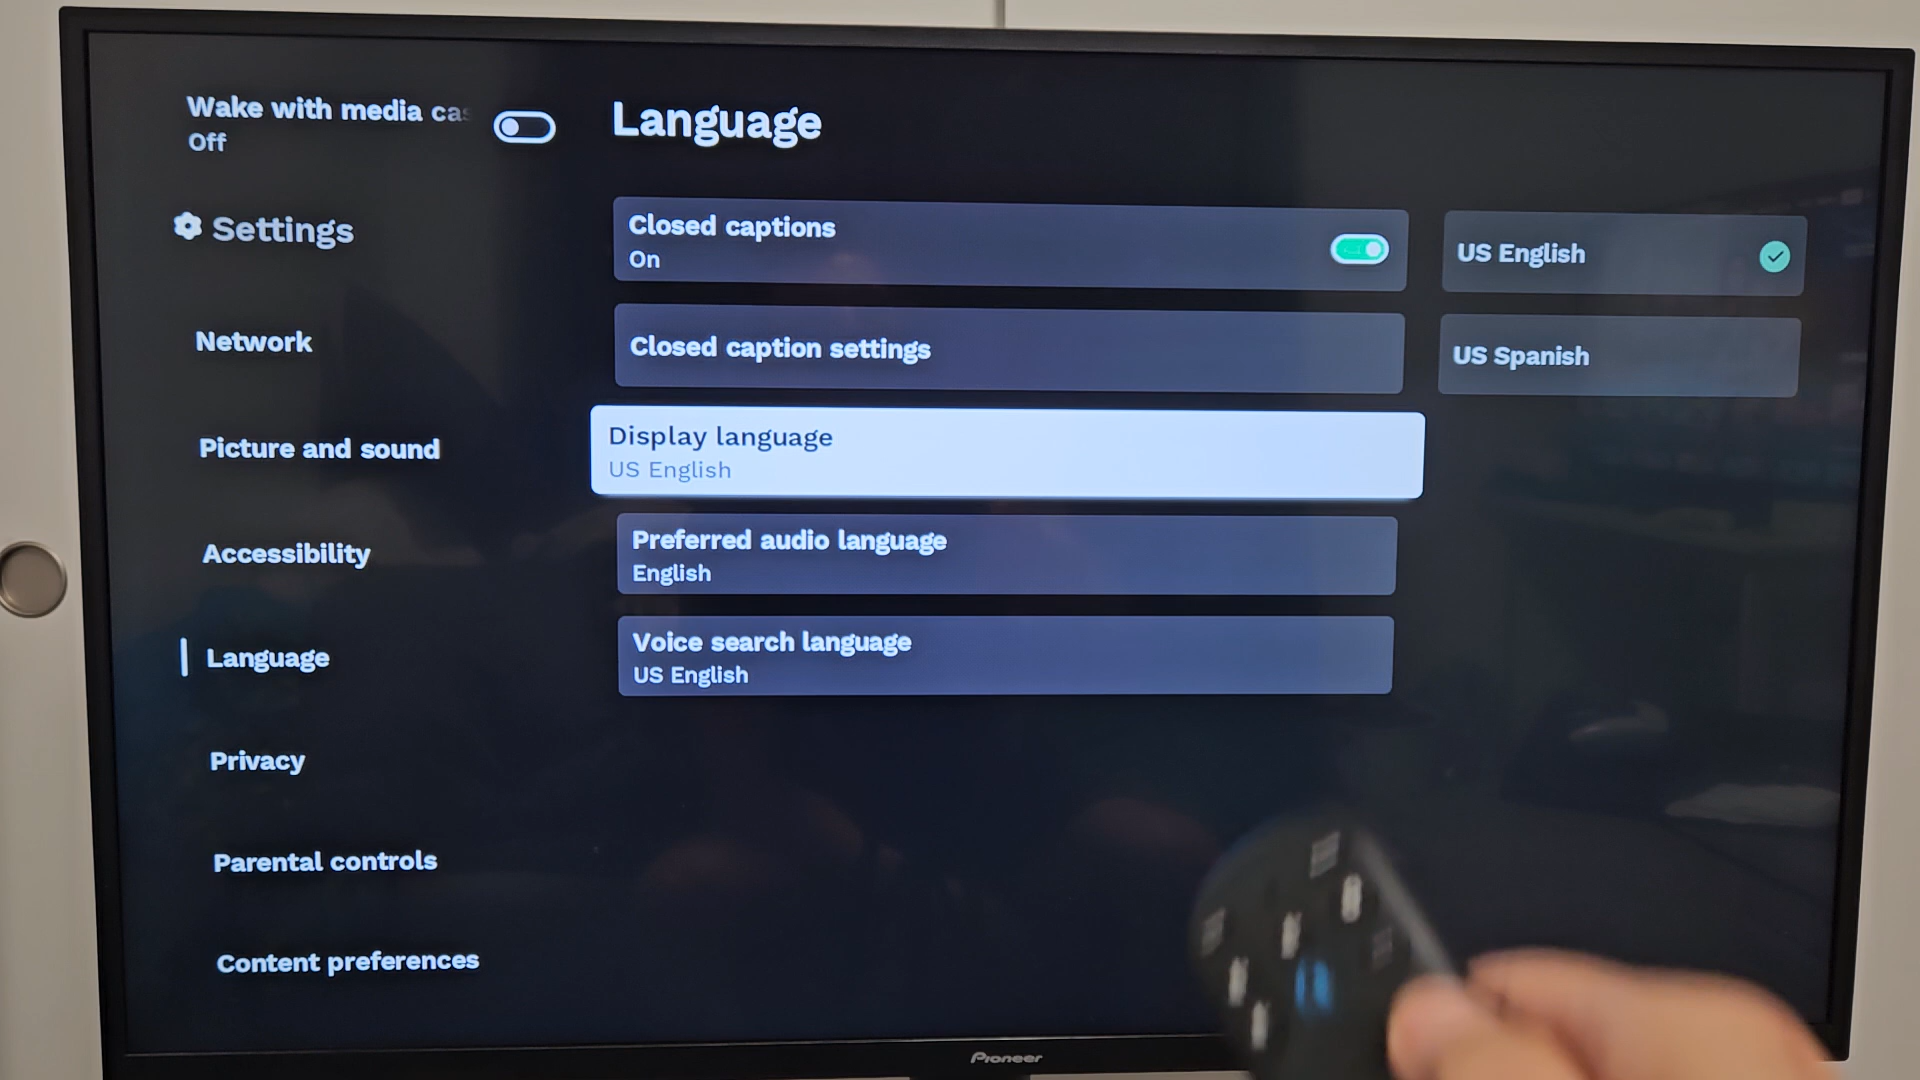 Wake with media cas
Off
Settings
Network
Picture and sound
Accessibility
Language
Privacy
Parental controls
Content preferences
Language
Closed captions
On
Closed caption settings
Display language
US English
Preferred audio language
English
Voice search language
US English
US English
US Spanish
Pioneer